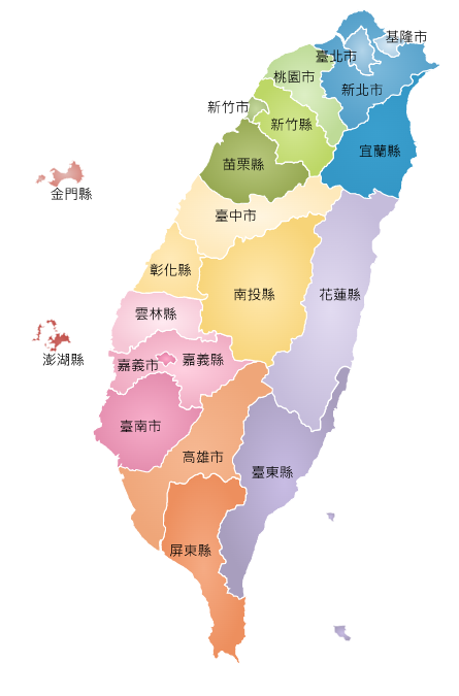 基隆市
臺北市
桃園市
新北市
新竹市
新竹縣
宜蘭縣
苗栗縣
金門縣
臺中市
彰化縣
南投縣
花蓮縣
雲林縣
澎湖縣
嘉義市
嘉義縣
臺南市
高雄市
臺東縣
屏東縣